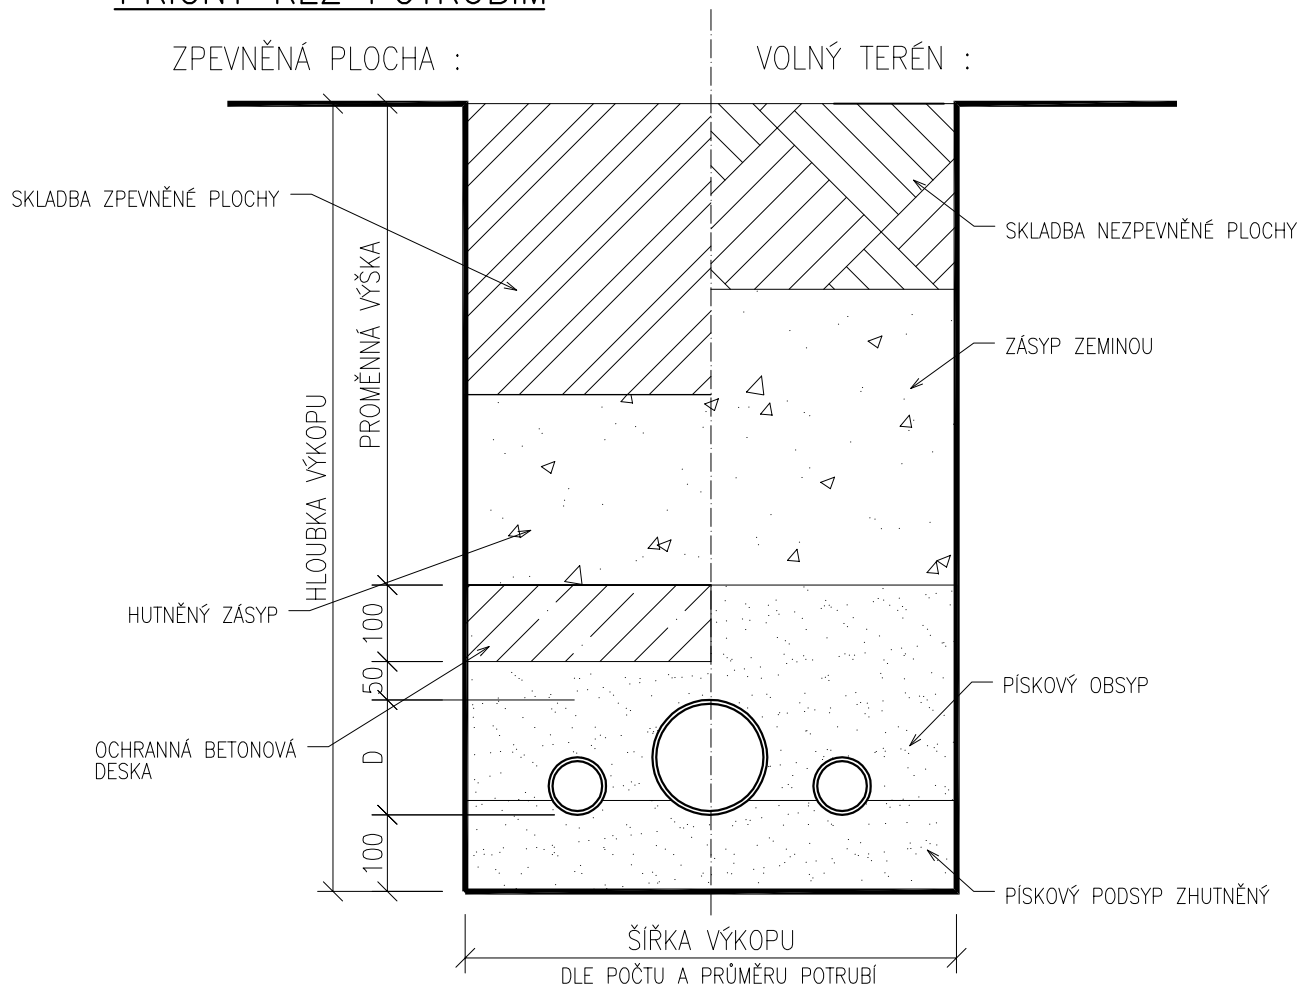 ZPEVNĚNÁ PLOCHA :
VOLNÝ TERÉN :
SKLADBA ZPEVNĚNÉ PLOCHY
SKLADBA NEZPEVNĚNÉ PLOCHY
PROMĚNNÁ VÝŠKA
ZÁSYP ZEMINOU
HLOUBKA VÝKOPU
HUTNĚNÝ ZÁSYP
100
50
PÍSKOVÝ OBSYP
OCHRANNÁ BETONOVÁ
DESKA
D
100
PÍSKOVÝ PODSYP ZHUTNĚNÝ
ŠÍŘKA VÝKOPU
DLE POČTU A PRŮMĚRU POTRUBÍ